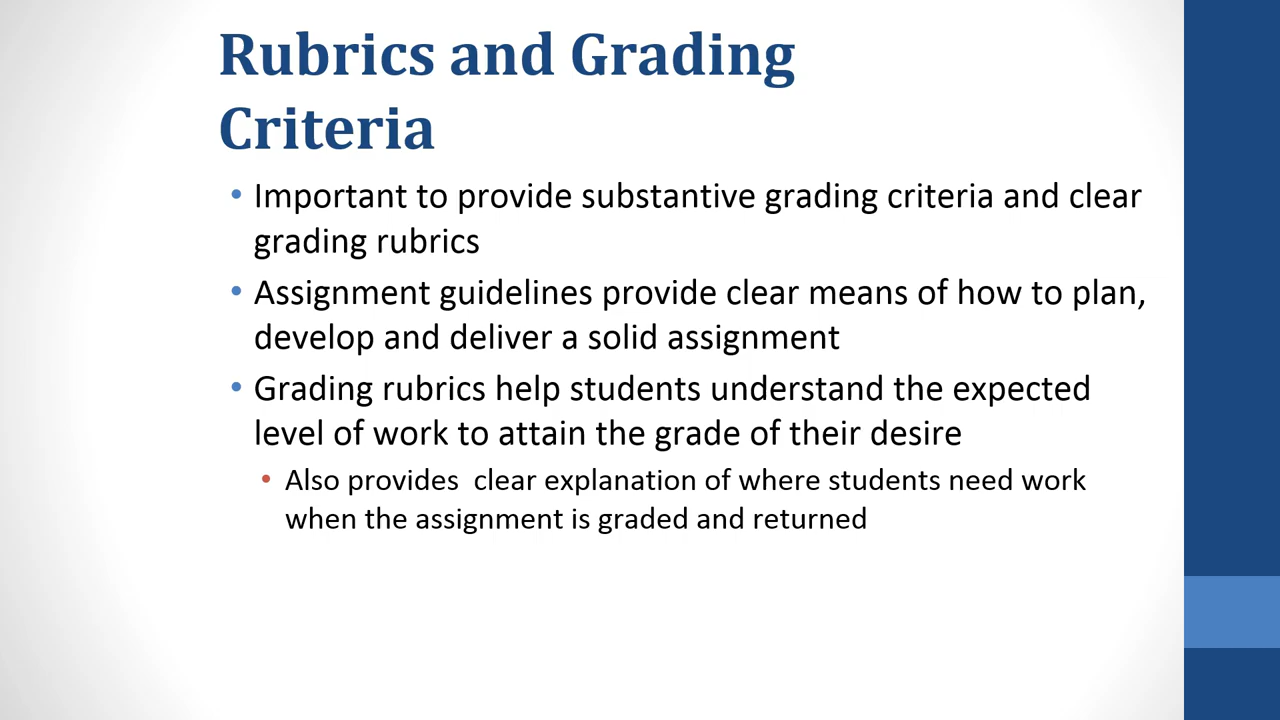 Rubrics and Grading
Criteria
• Important to provide substantive grading criteria and clear
grading rubrics
• Assignment guidelines provide clear means of how to plan,
develop and deliver a solid assignment
• Grading rubrics help students understand the expected
level of work to attain the grade of their desire
• Also provides  clear explanation of where students need work
when the assignment is graded and returned